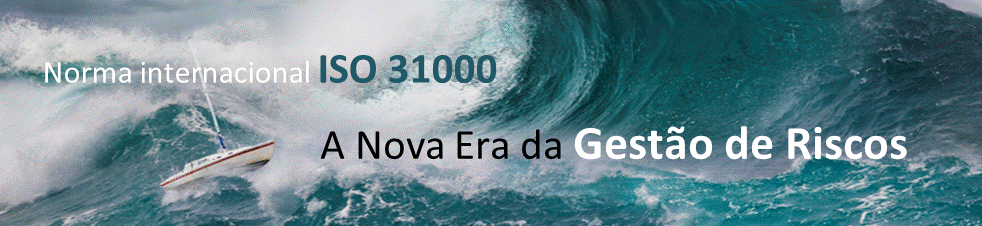 Norma internacional ISO 31000
A Nova Era da Gestão de Riscos